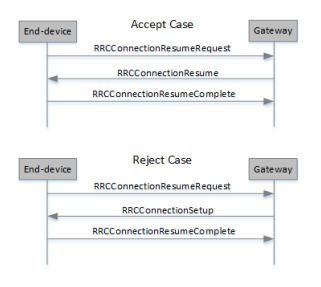 Accept Case
End-device
Gateway
RRCConnectionResumeRequest
RRCConnectionResume
RRCConnectionResumeComplete
Reject Case
End-device
Gateway
RRCConnectionResumeRequest
RRCConnectionSetup
RRCConnectionResumeComplete